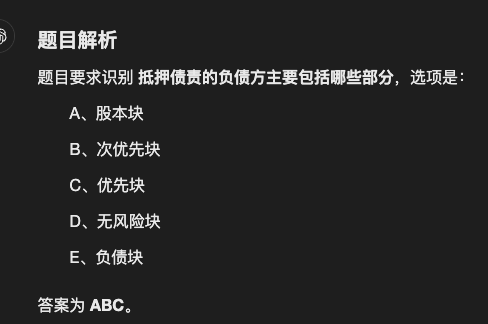 题目解析
题目要求识别 抵押债责的负债方主要包括哪些部分，选项是：
A、股本块
B、次优先块
C、优先块
D、无风险块
E、负债块
答案为 ABC。